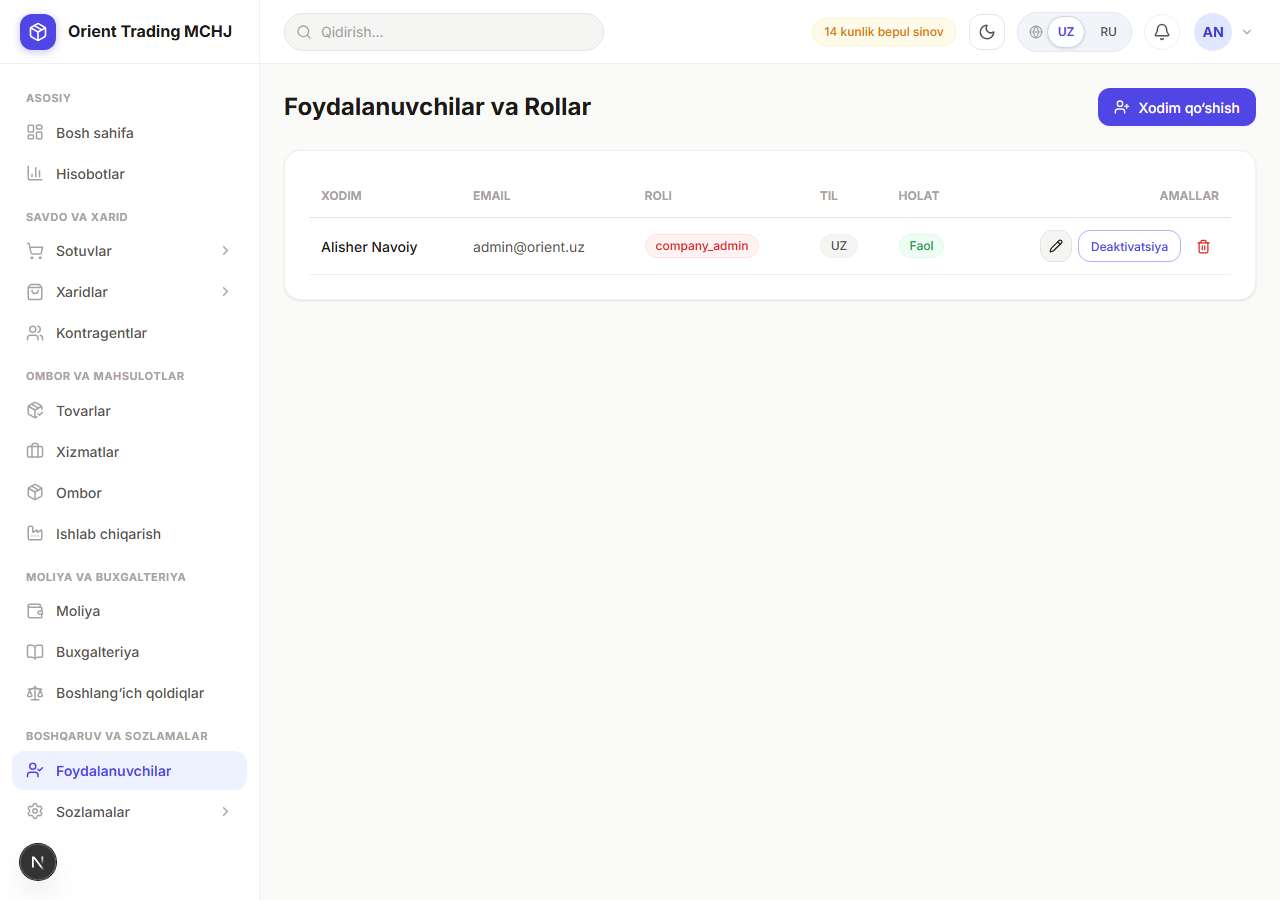 Orient Trading MCHJ
Qidirish...
14 kunlik bepul sinov
UZ
RU
AN
ASOSIY
Bosh sahifa
Hisobotlar
SAVDO VA XARID
Sotuvlar
Xaridlar
Kontragentlar
OMBOR VA MAHSULOTLAR
Tovarlar
Xizmatlar
Ombor
Ishlab chiqarish
MOLIYA VA BUXGALTERIYA
Moliya
Buxgalteriya
Boshlang‘ich qoldiqlar
BOSHQARUV VA SOZLAMALAR
Foydalanuvchilar
Sozlamalar
N
Foydalanuvchilar va Rollar
Xodim qo‘shish
XODIM EMAIL ROLI TIL HOLAT AMALLAR
Alisher Navoiy admin@orient.uz company_admin UZ Faol Deaktivatsiya